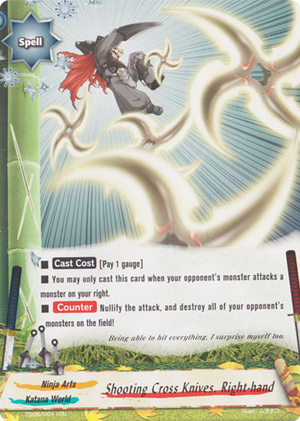 Spell
■ Cast Cost [Pay 1 gauge]
■ You may only cast this card when your opponent's monster attacks a
monster on your right.
■ Counter Nullify the attack, and destroy all of your opponent's
monsters on the field!
Being able to hit everything, I surprise myself too.
Ninja Arts
Katana World
Shooting Cross Knives, Right-hand